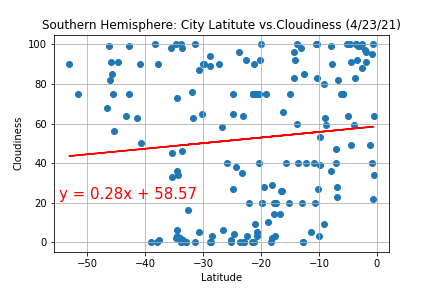 Southern Hemisphere: City Latitute vs.Cloudiness (4/23/21)
100
80
60
40
20
0
Cloudiness
y = 0.28x + 58.57
−50 −40 −30 −20 −10 0
Latitude